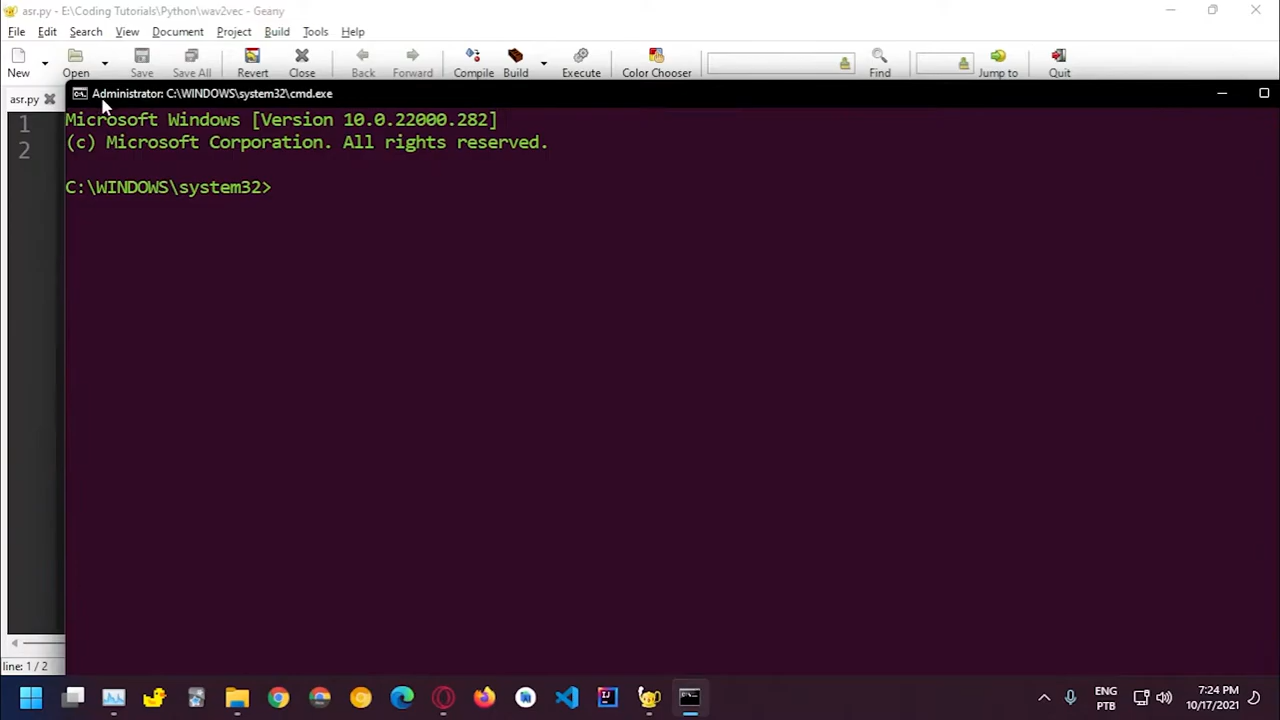 asr.py - E:\Coding Tutorials\Python\wav2vec - Geany
File Edit Search View Document Project Build Tools Help
New Open Save Save All Revert Close Back Forward Compile Build Execute Color Chooser Find Jump to Quit
asr.py
Administrator: C:\WINDOWS\system32\cmd.exe
1
2
Microsoft Windows [Version 10.0.22000.282]
(c) Microsoft Corporation. All rights reserved.
C:\WINDOWS\system32>
line: 1 / 2
ENG
POR
7:24 PM
10/17/2021